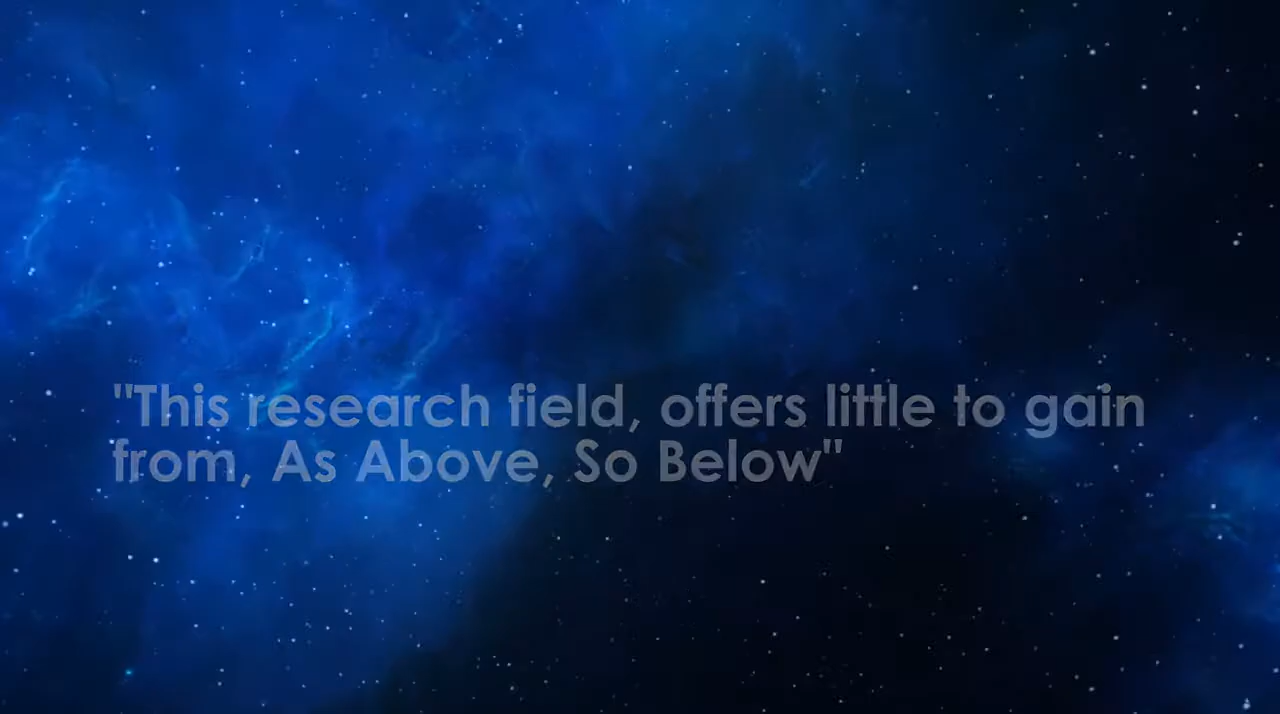 "This research field, offers little to gain
from, As Above, So Below"